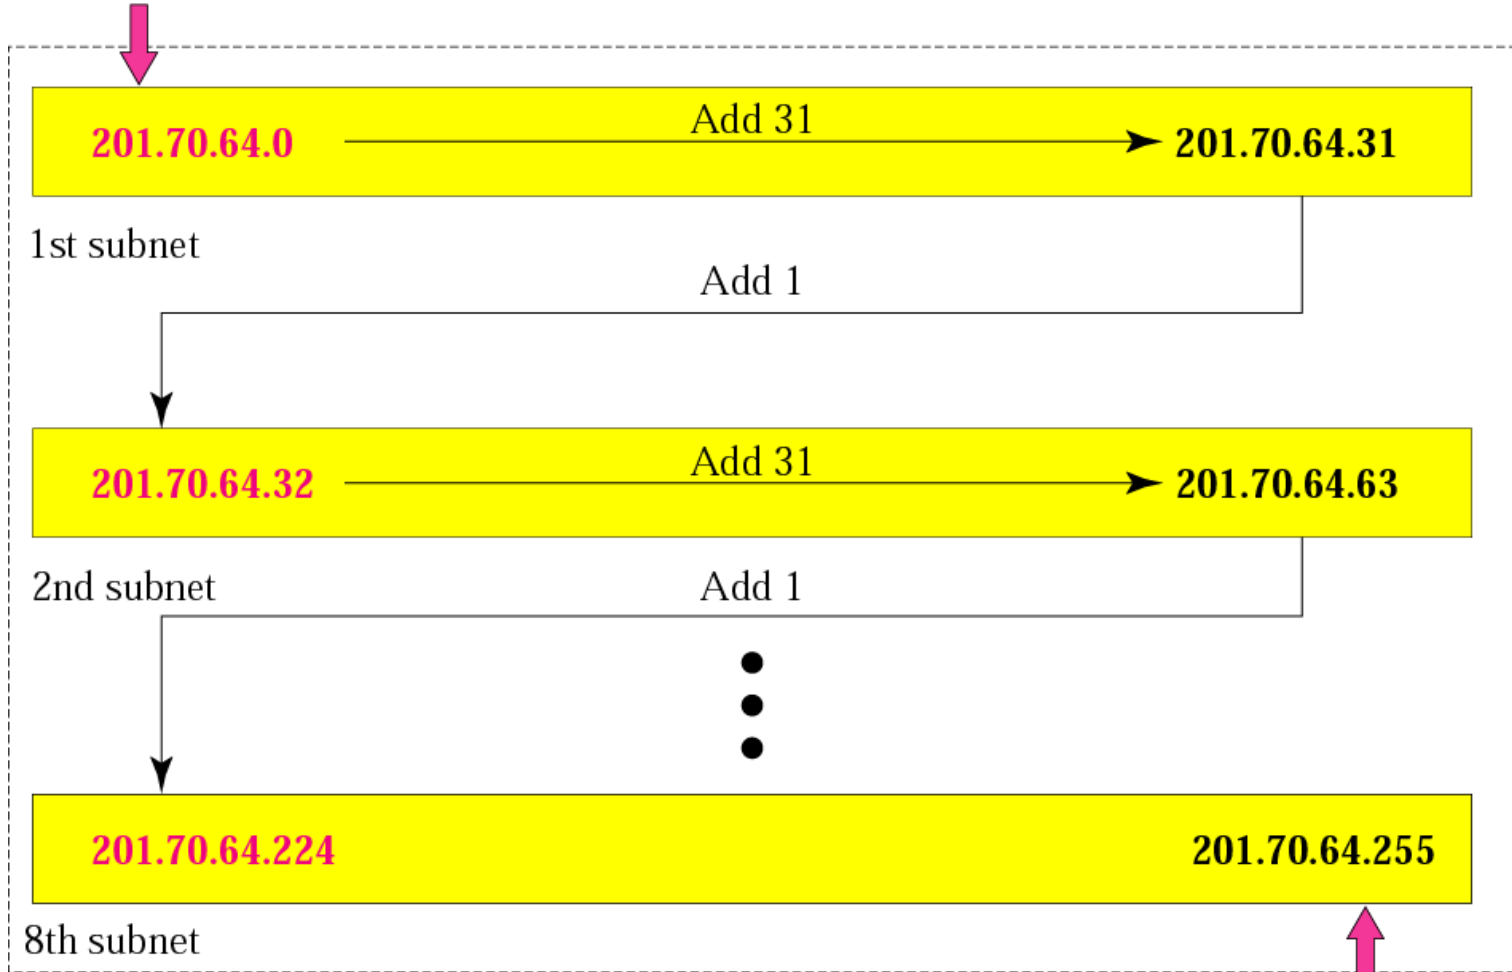 Add 31
201.70.64.0
201.70.64.31
1st subnet
Add 1
Add 31
201.70.64.32
201.70.64.63
2nd subnet
Add 1
201.70.64.224
201.70.64.255
8th subnet